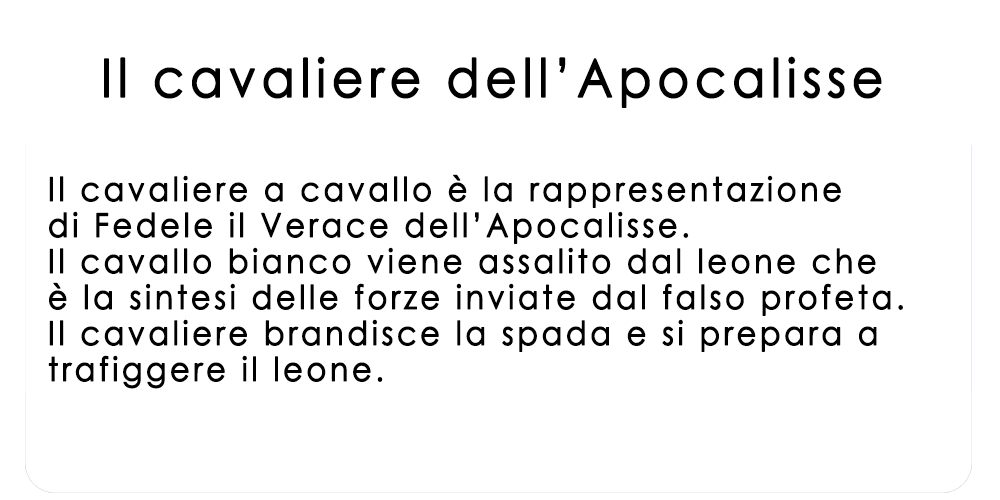 Il cavaliere dell’Apocalisse
Il cavaliere a cavallo è la rappresentazione
di Fedele il Verace dell’Apocalisse.
Il cavallo bianco viene assalito dal leone che
è la sintesi delle forze inviate dal falso profeta.
Il cavaliere brandisce la spada e si prepara a
trafiggere il leone.